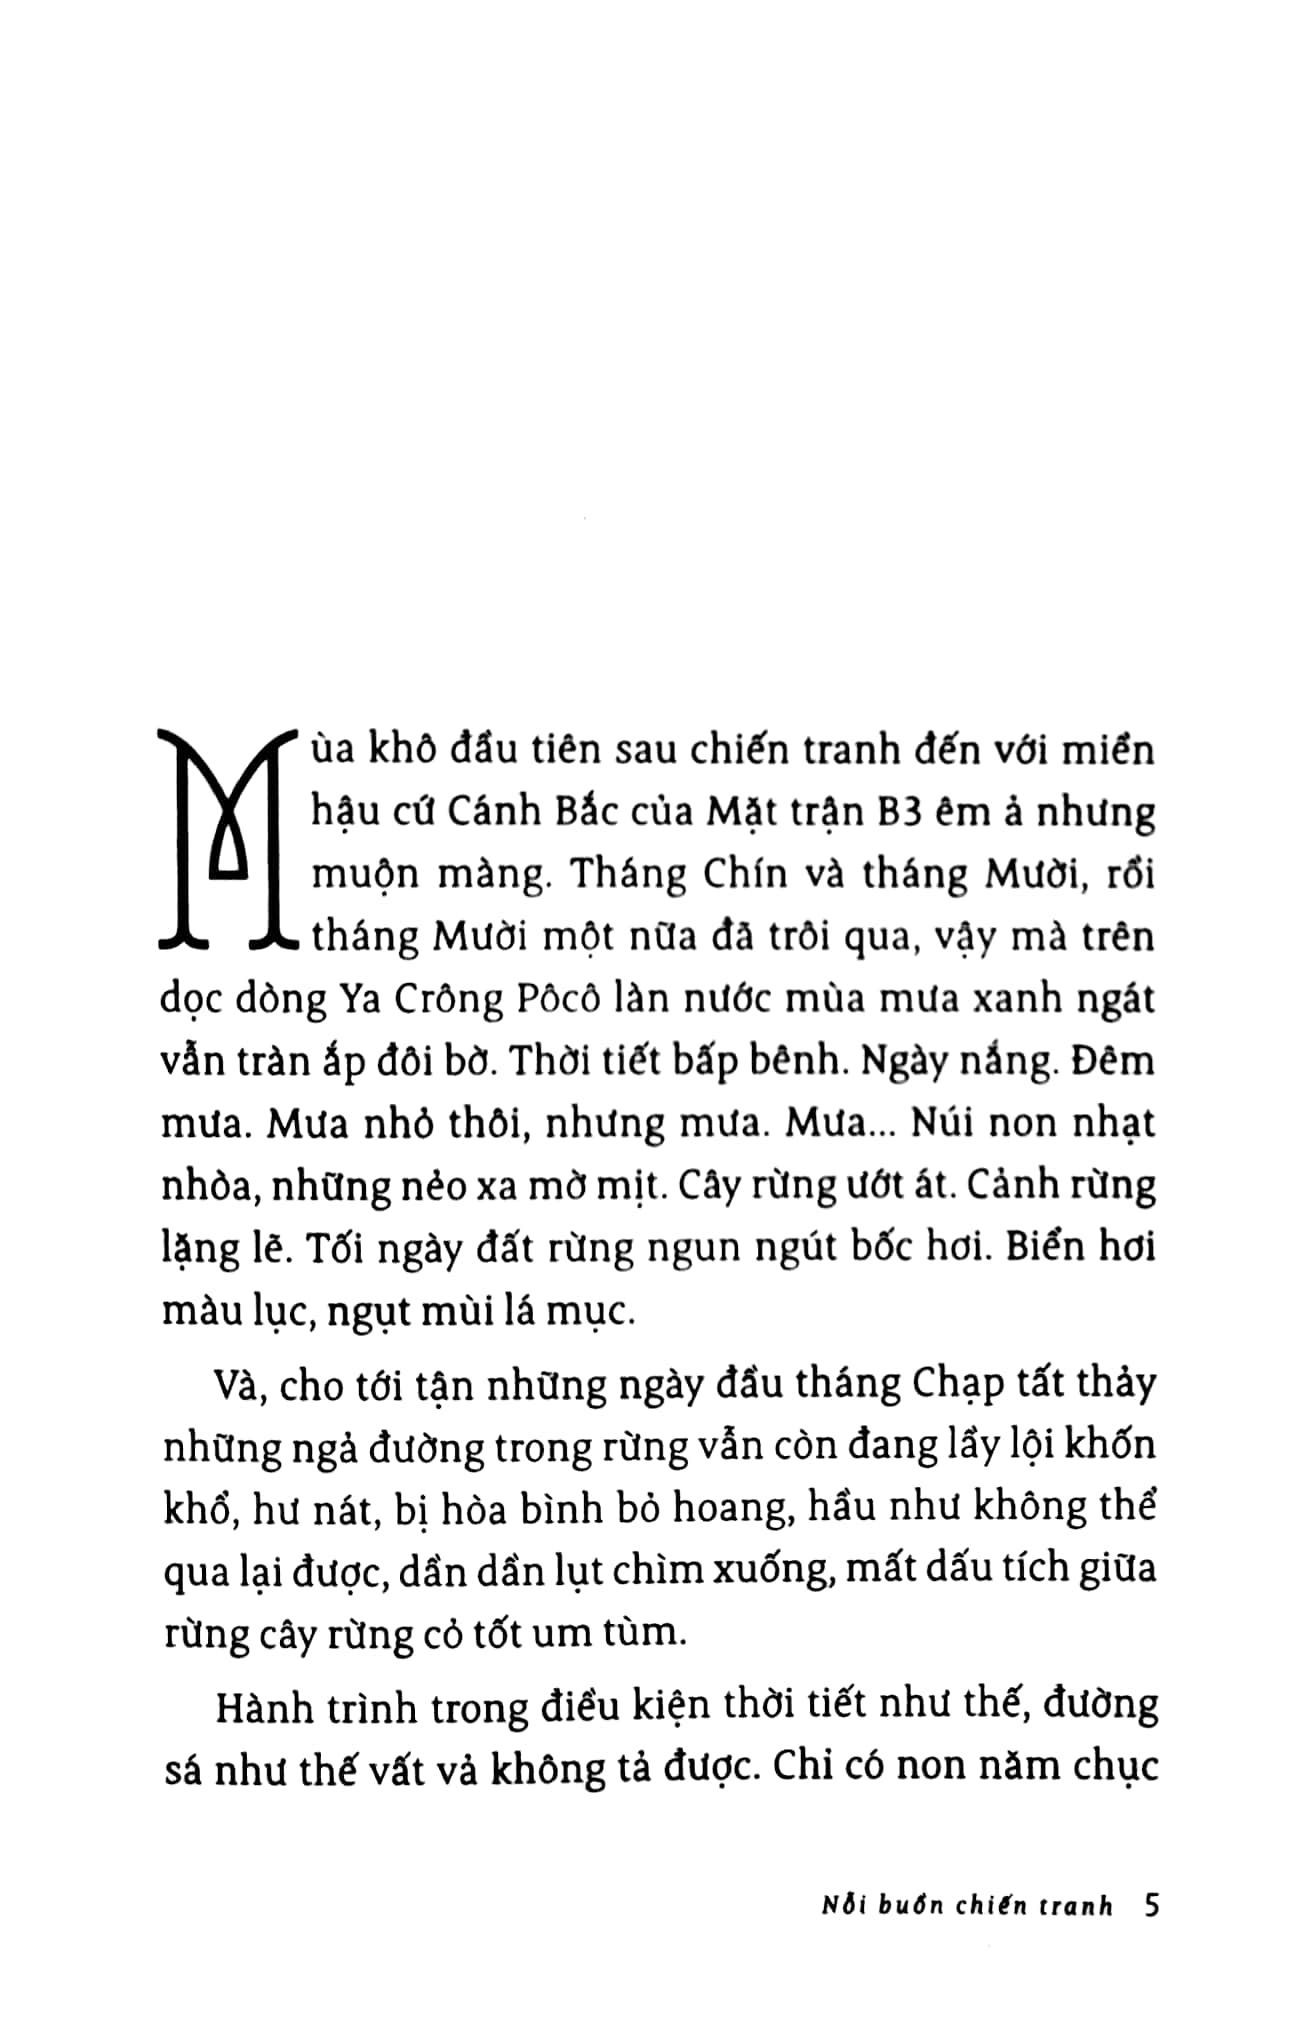 Mùa khô đầu tiên sau chiến tranh đến với miền
hậu cứ Cánh Bắc của Mặt trận B3 êm ả nhưng
muộn màng. Tháng Chín và tháng Mười, rồi
tháng Mười một nữa đã trôi qua, vậy mà trên
dọc dòng Ya Crông Pôcô làn nước mùa mưa xanh ngát
vẫn tràn ắp đôi bờ. Thời tiết bấp bênh. Ngày nắng. Đêm
mưa. Mưa nhỏ thôi, nhưng mưa. Mưa... Núi non nhạt
nhòa, những nẻo xa mờ mịt. Cây rừng ướt át. Cảnh rừng
lặng lẽ. Tối ngày đất rừng ngun ngút bốc hơi. Biển hơi
màu lục, ngụt mùi lá mục.
Và, cho tới tận những ngày đầu tháng Chạp tất thảy
những ngả đường trong rừng vẫn còn đang lầy lội khốn
khổ, hư nát, bị hòa bình bỏ hoang, hầu như không thể
qua lại được, dần dần lụt chìm xuống, mất dấu tích giữa
rừng cây rừng cỏ tốt um tùm.
Hành trình trong điều kiện thời tiết như thế, đường
sá như thế vất vả không tả được. Chỉ có non năm chục
Nỗi buồn chiến tranh 5